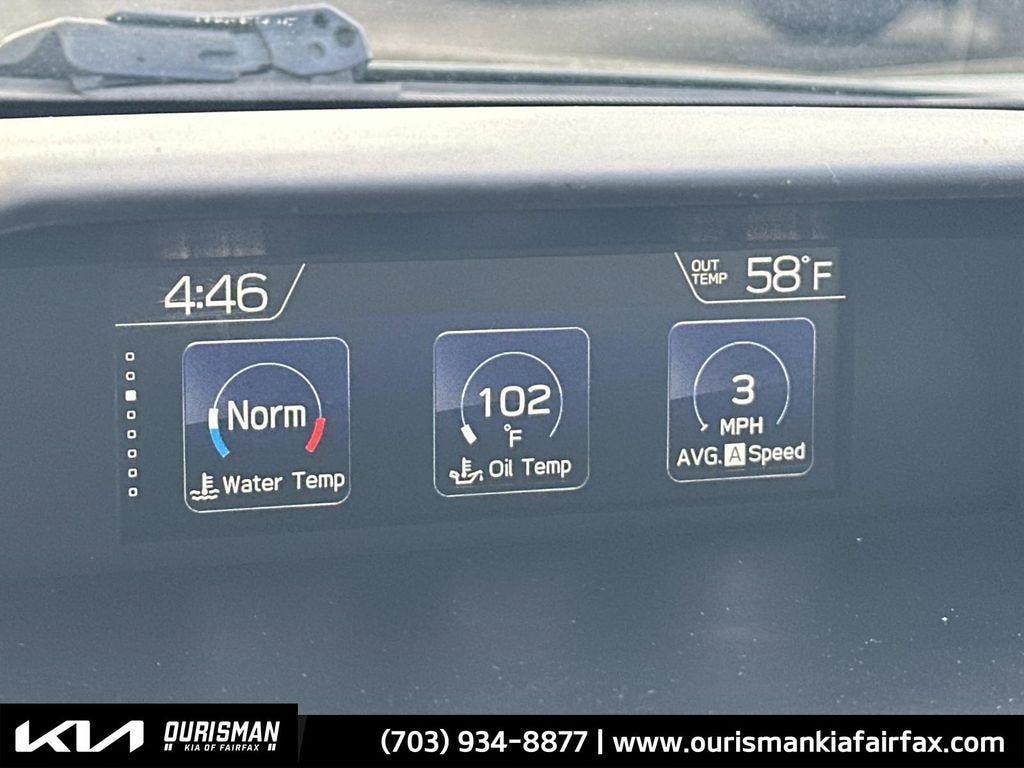 4:46
OUT
TEMP
58°F
Norm
Water Temp
102
°F
Oil Temp
3
MPH
AVG. A Speed
KIA
OURISMAN
KIA OF FAIRFAX
(703) 934-8877 | www.ourismankiafairfax.com